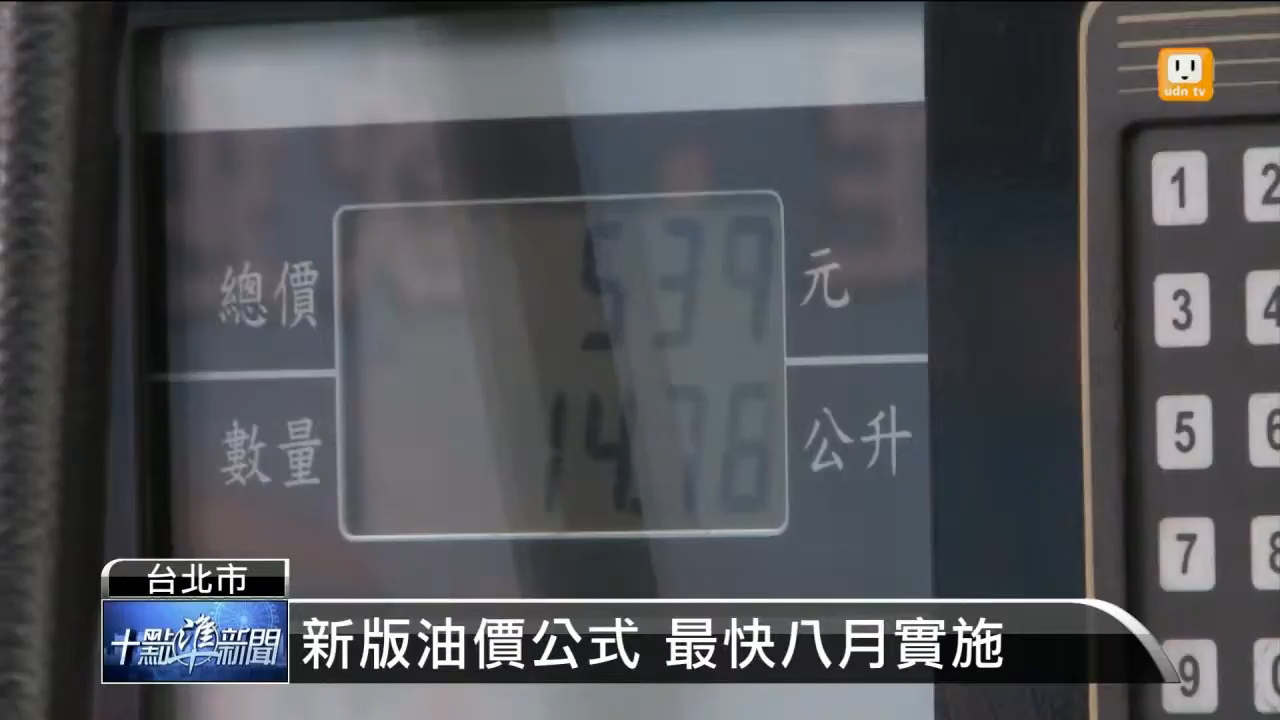 udn tv
總價 539 元
數量 14.78 公升
1 2
3 4
5 6
7 8
9
台北市
十點準新聞
新版油價公式 最快八月實施